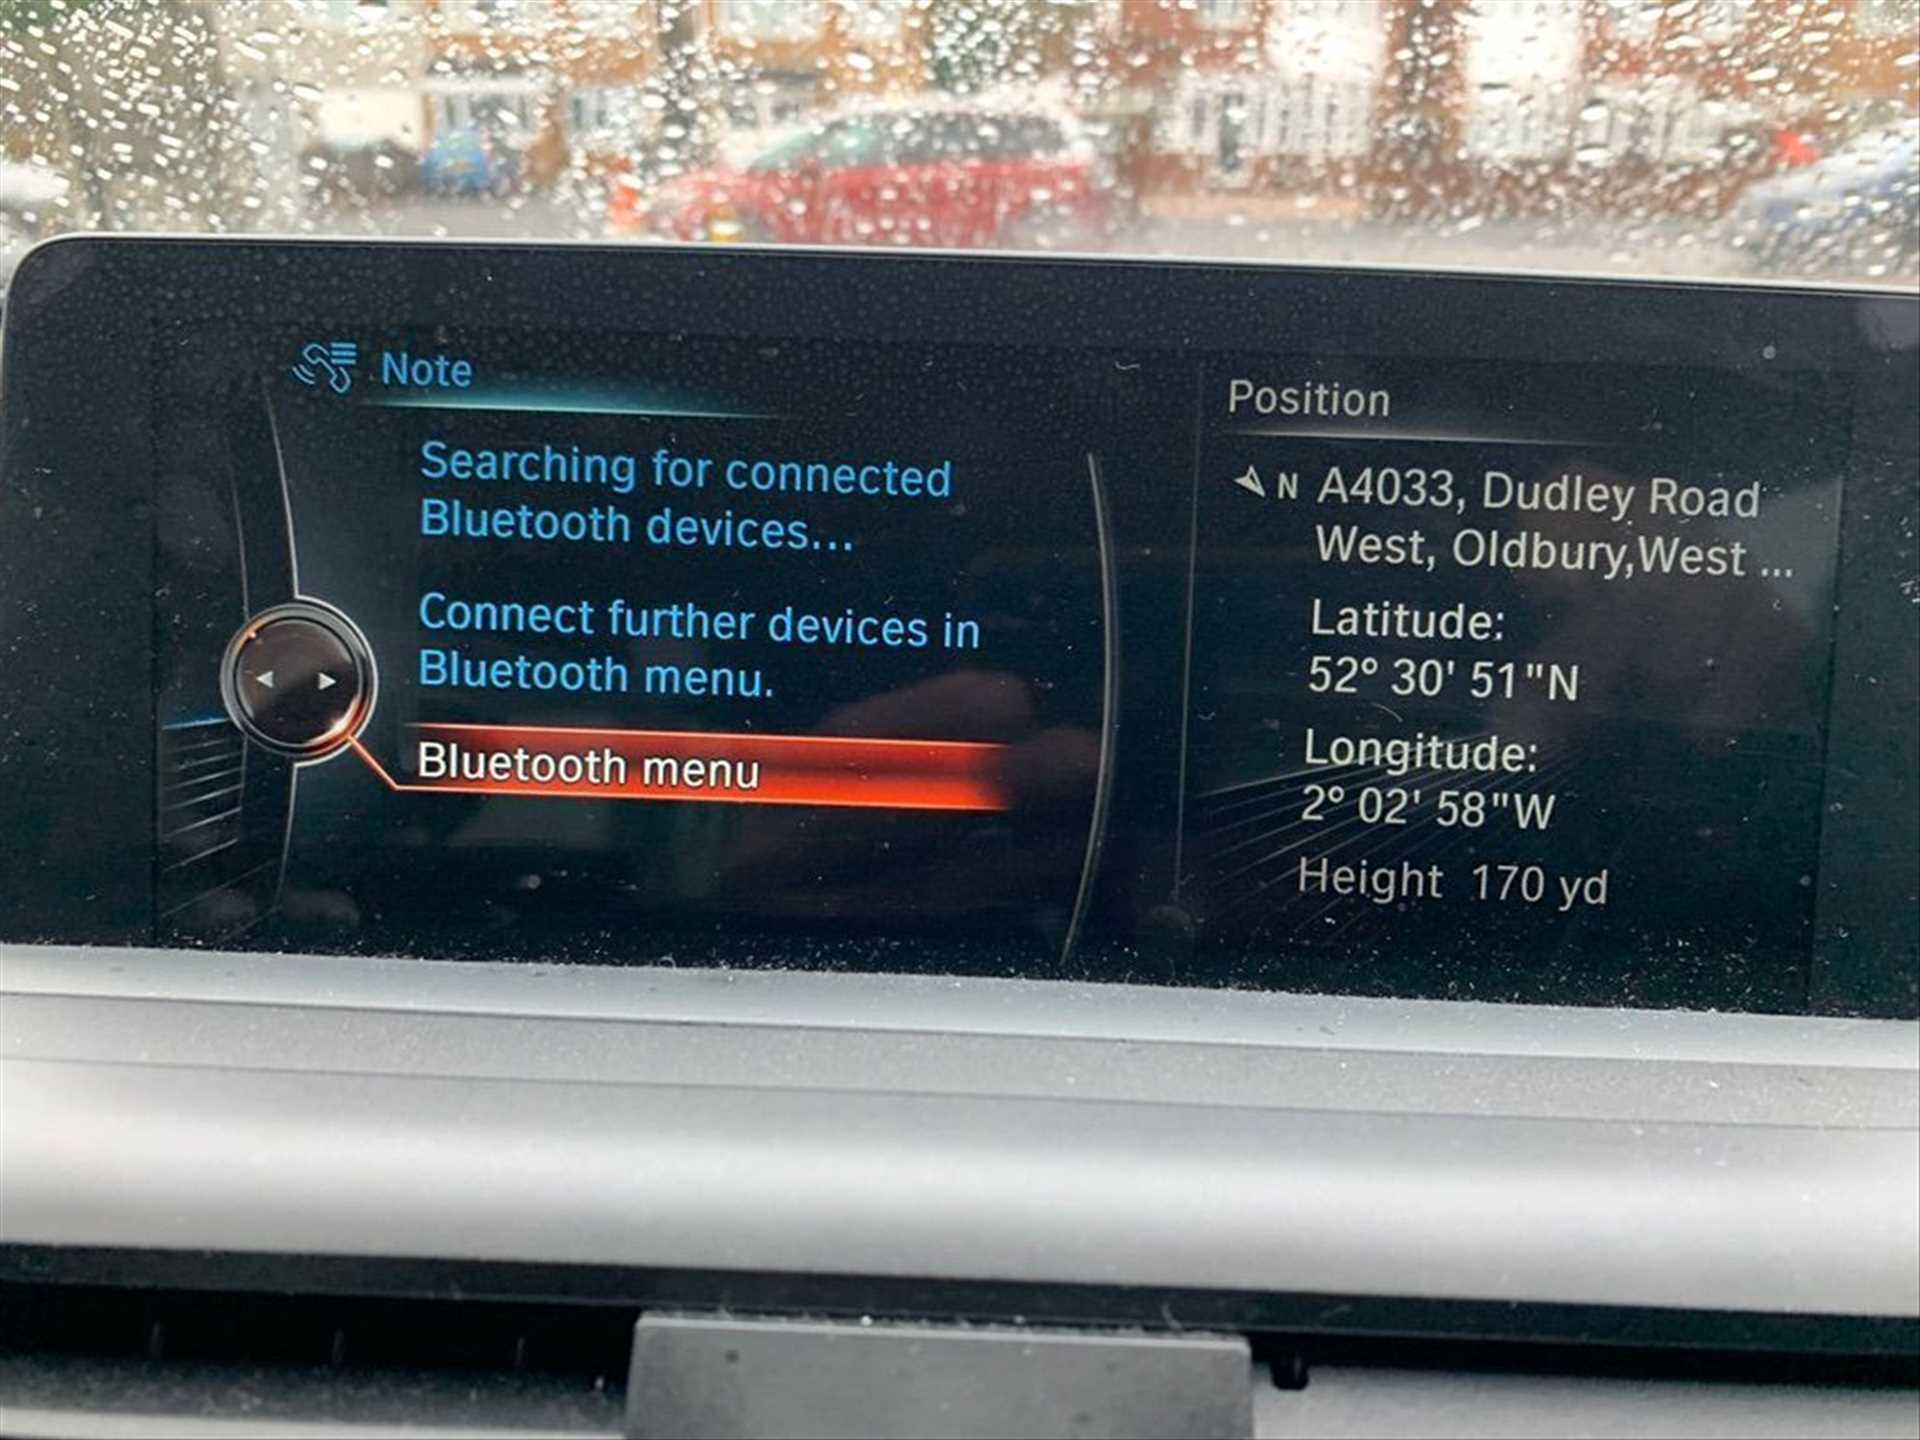 Note
Searching for connected
Bluetooth devices...
Connect further devices in
Bluetooth menu.
Bluetooth menu
Position
N A4033, Dudley Road
West, Oldbury,West ...
Latitude:
52° 30' 51"N
Longitude:
2° 02' 58"W
Height 170 yd